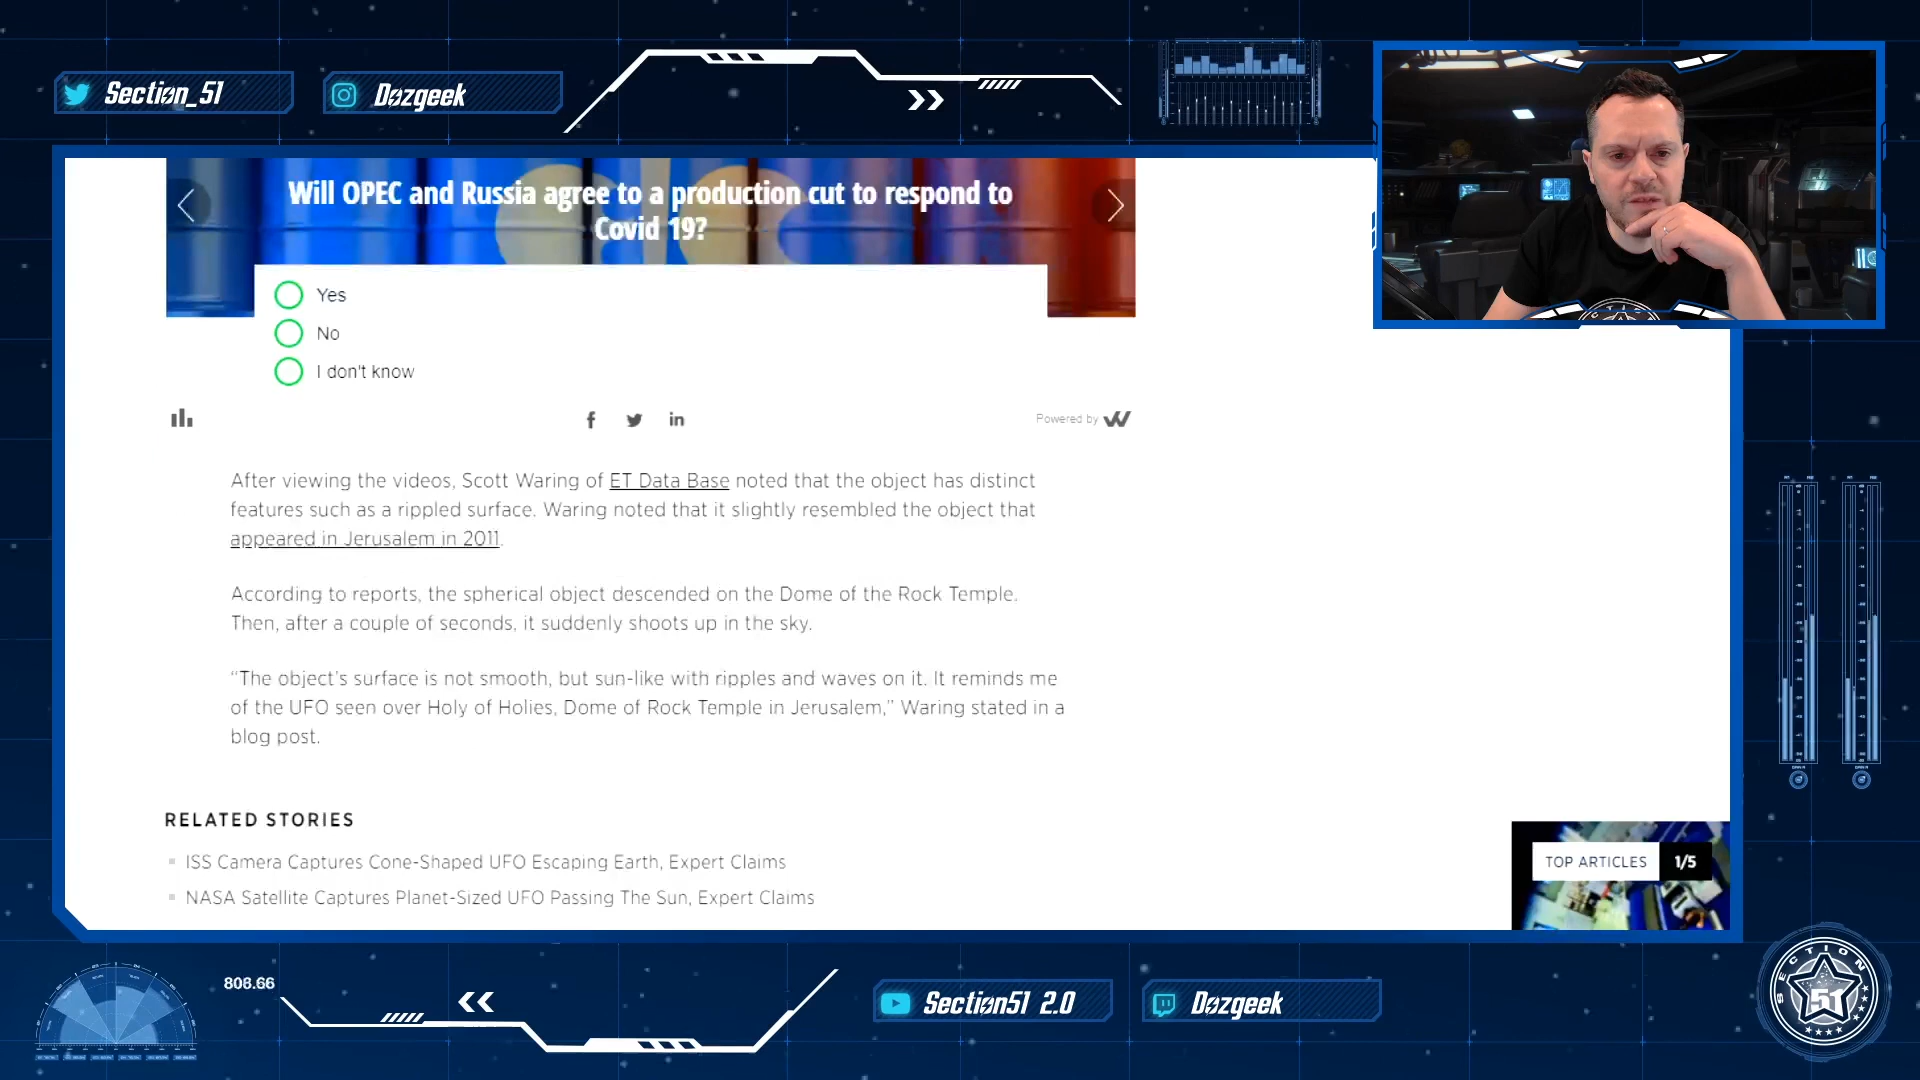 Section_51
Dazgeek
Will OPEC and Russia agree to a production cut to respond to
Covid 19?
Yes
No
I don't know
Powered by
After viewing the videos, Scott Waring of ET Data Base noted that the object has distinct
features such as a rippled surface. Waring noted that it slightly resembled the object that
appeared in Jerusalem in 2011.
According to reports, the spherical object descended on the Dome of the Rock Temple.
Then, after a couple of seconds, it suddenly shoots up in the sky.
“The object’s surface is not smooth, but sun-like with ripples and waves on it. It reminds me
of the UFO seen over Holy of Holies, Dome of Rock Temple in Jerusalem,” Waring stated in a
blog post.
RELATED STORIES
ISS Camera Captures Cone-Shaped UFO Escaping Earth, Expert Claims
NASA Satellite Captures Planet-Sized UFO Passing The Sun, Expert Claims
TOP ARTICLES 1/5
808.66
Section51 2.0
Dazgeek
SECTION
51